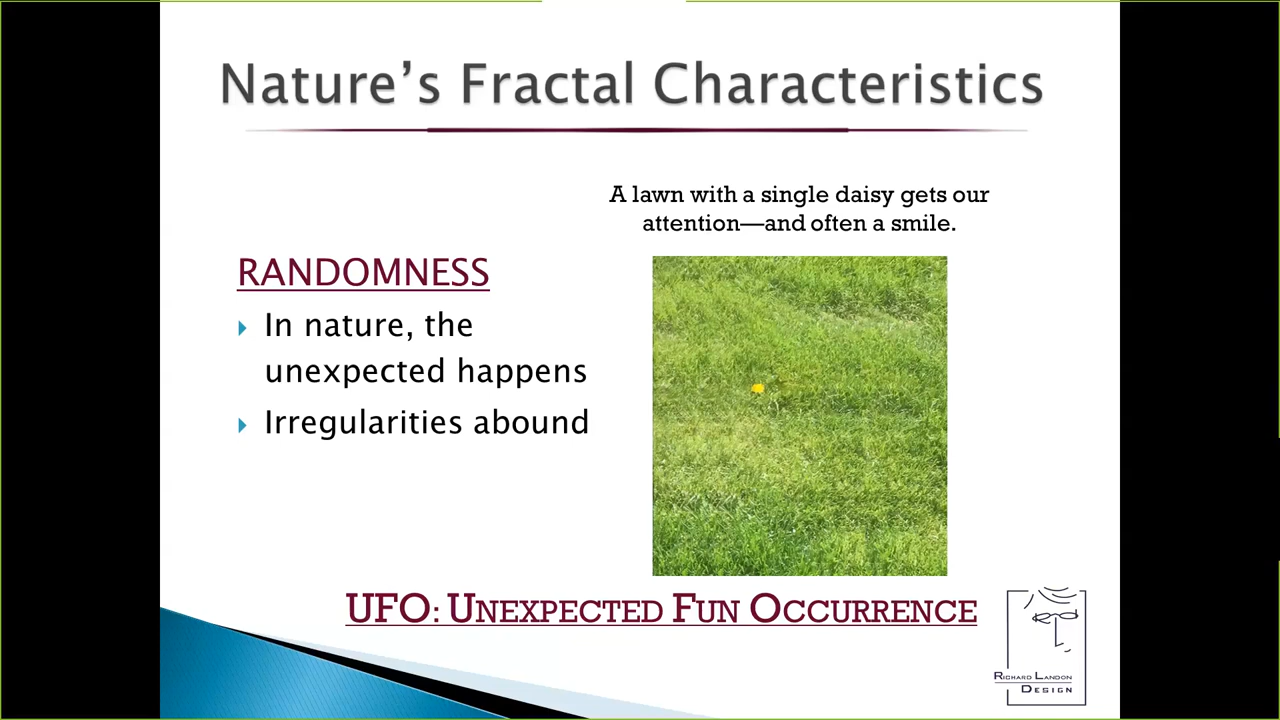 Nature’s Fractal Characteristics
A lawn with a single daisy gets our
attention—and often a smile.
RANDOMNESS
In nature, the
unexpected happens
Irregularities abound
UFO: UNEXPECTED FUN OCCURRENCE
RICHARD LANDON
DESIGN